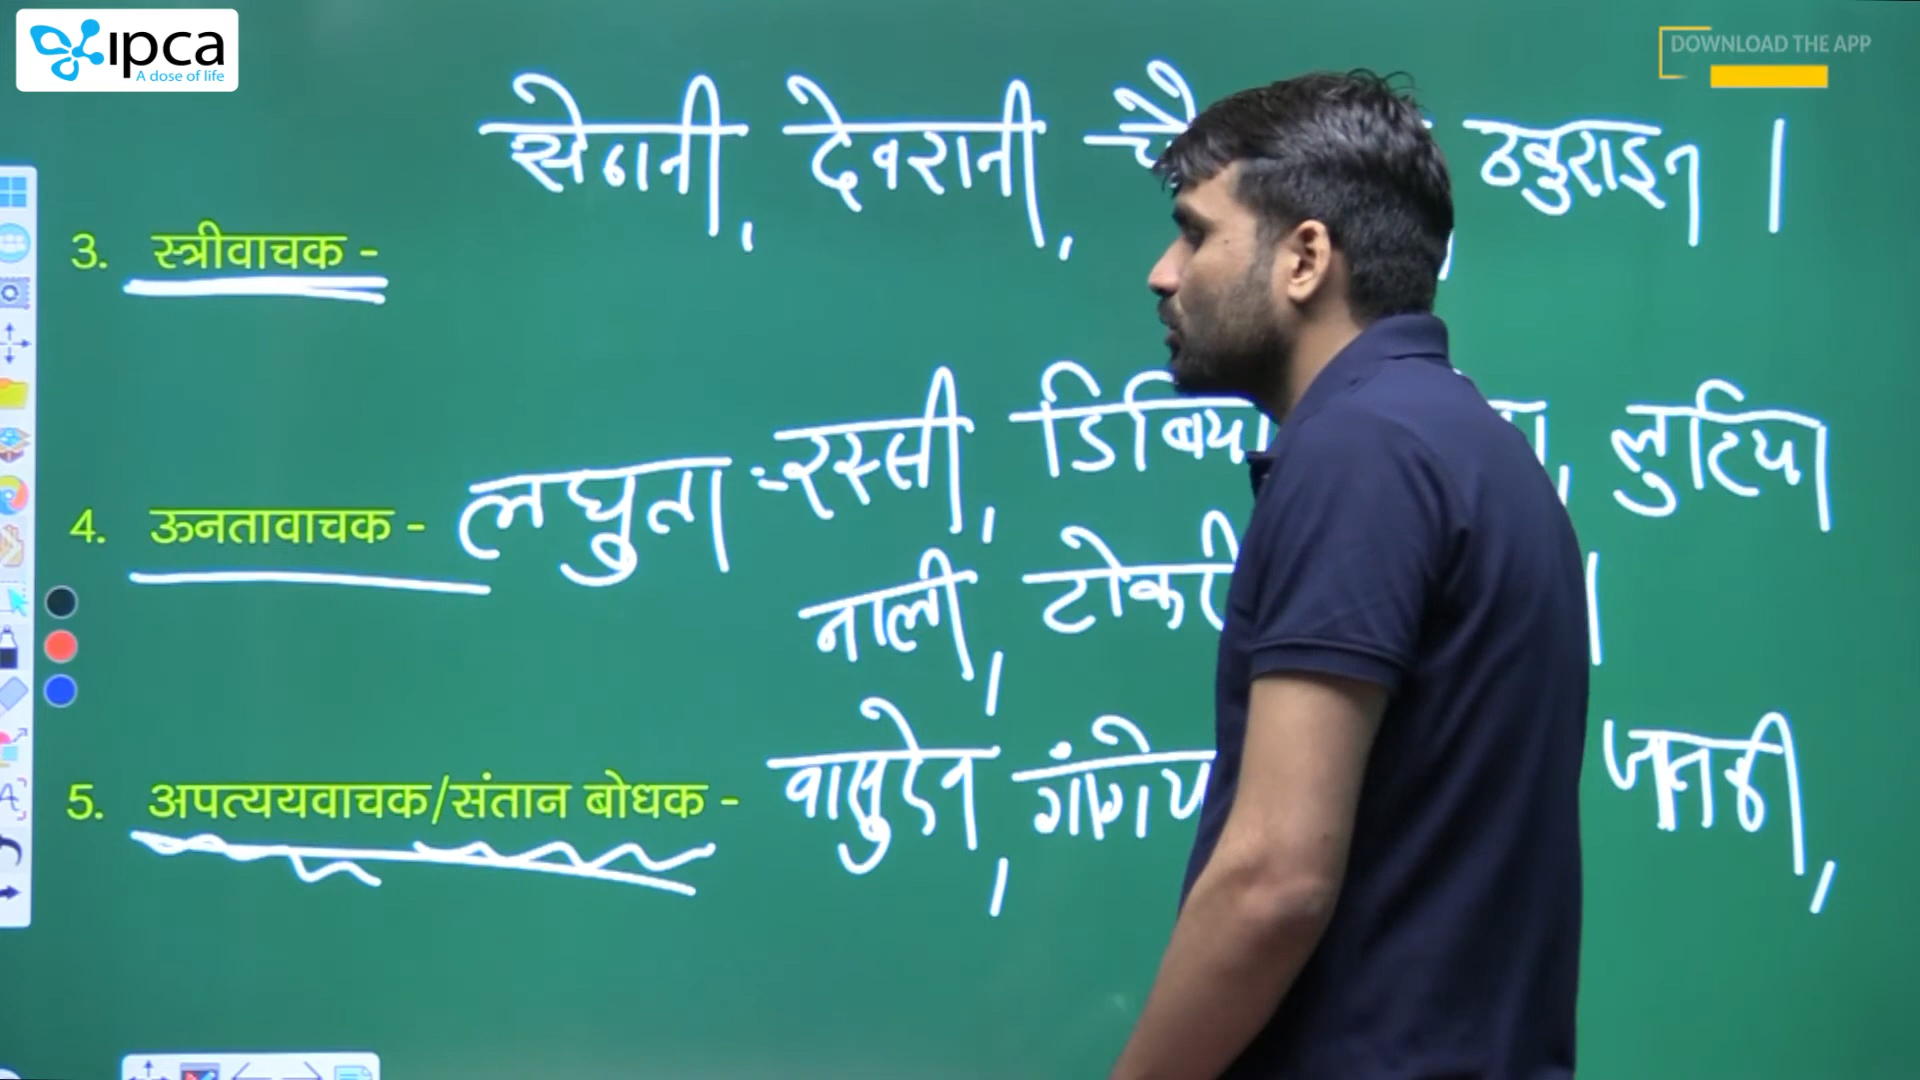 ipca
A dose of life
DOWNLOAD THE APP
सेठानी, देवरानी, ठकुराइन ।
3. स्त्रीवाचक -
रस्सी, डिबिया लुटिया
4. ऊनतावाचक - लघुता :-
नाली, टोकरी ।
5. अपत्ययवाचक/संतान बोधक - वासुदेव, गांगेय जानकी,